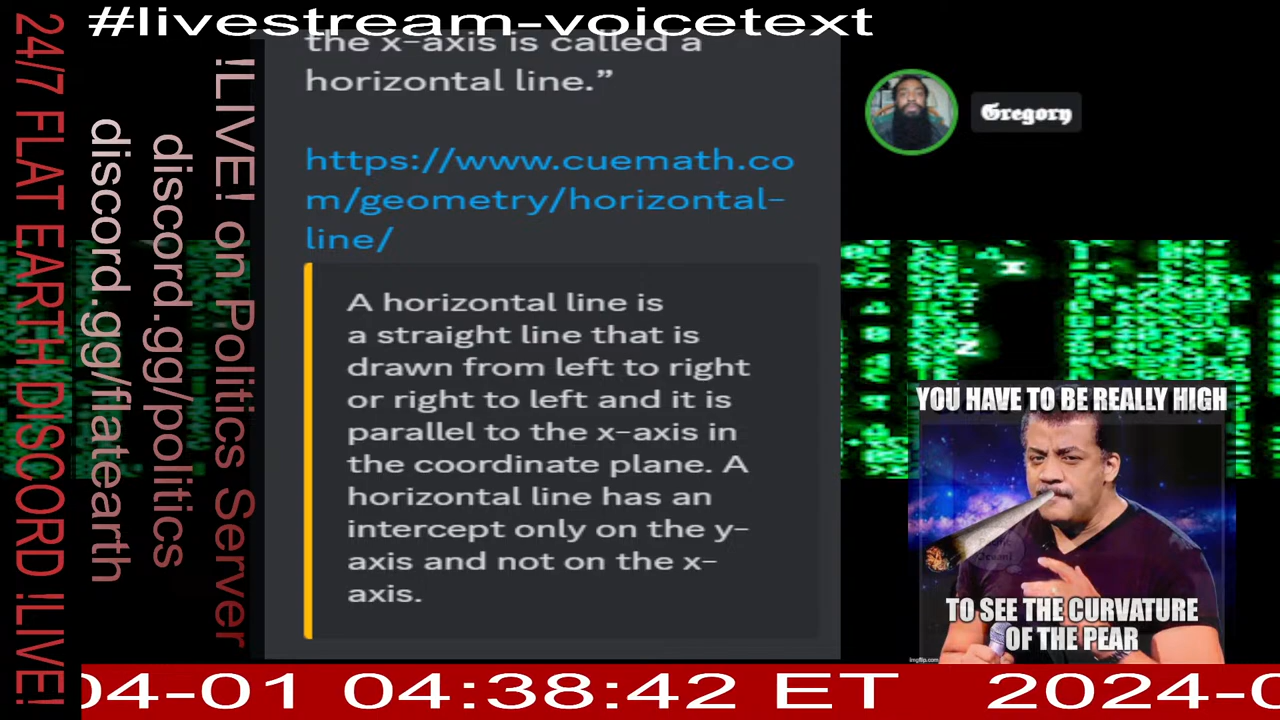 #livestream-voicetext
24/7 FLAT EARTH DISCORD !LIVE!
discord.gg/flatearth
discord.gg/politics
!LIVE! on Politics Server
the x-axis is called a
horizontal line.”
https://www.cuemath.co
m/geometry/horizontal-
line/
A horizontal line is
a straight line that is
drawn from left to right
or right to left and it is
parallel to the x-axis in
the coordinate plane. A
horizontal line has an
intercept only on the y-
axis and not on the x-
axis.
Gregory
YOU HAVE TO BE REALLY HIGH
TO SEE THE CURVATURE
OF THE PEAR
imgflip.com
04-01 04:38:42 ET 2024-0